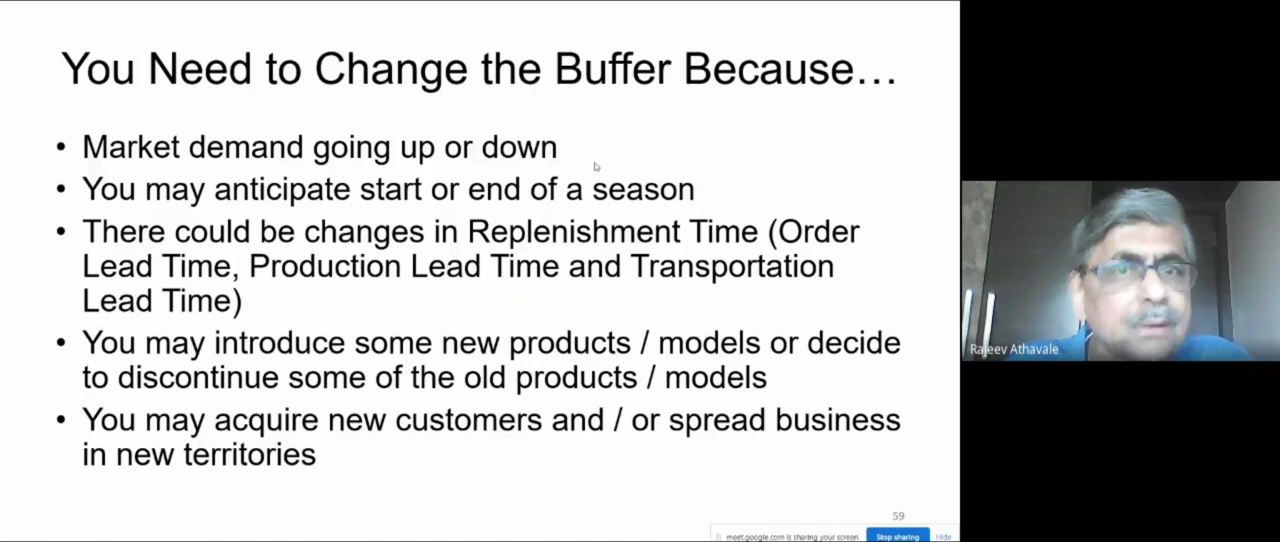 You Need to Change the Buffer Because…
• Market demand going up or down
• You may anticipate start or end of a season
• There could be changes in Replenishment Time (Order
Lead Time, Production Lead Time and Transportation
Lead Time)
• You may introduce some new products / models or decide
to discontinue some of the old products / models
• You may acquire new customers and / or spread business
in new territories
59
meet.google.com is sharing your screen. Stop sharing Hide
Rajeev Athavale